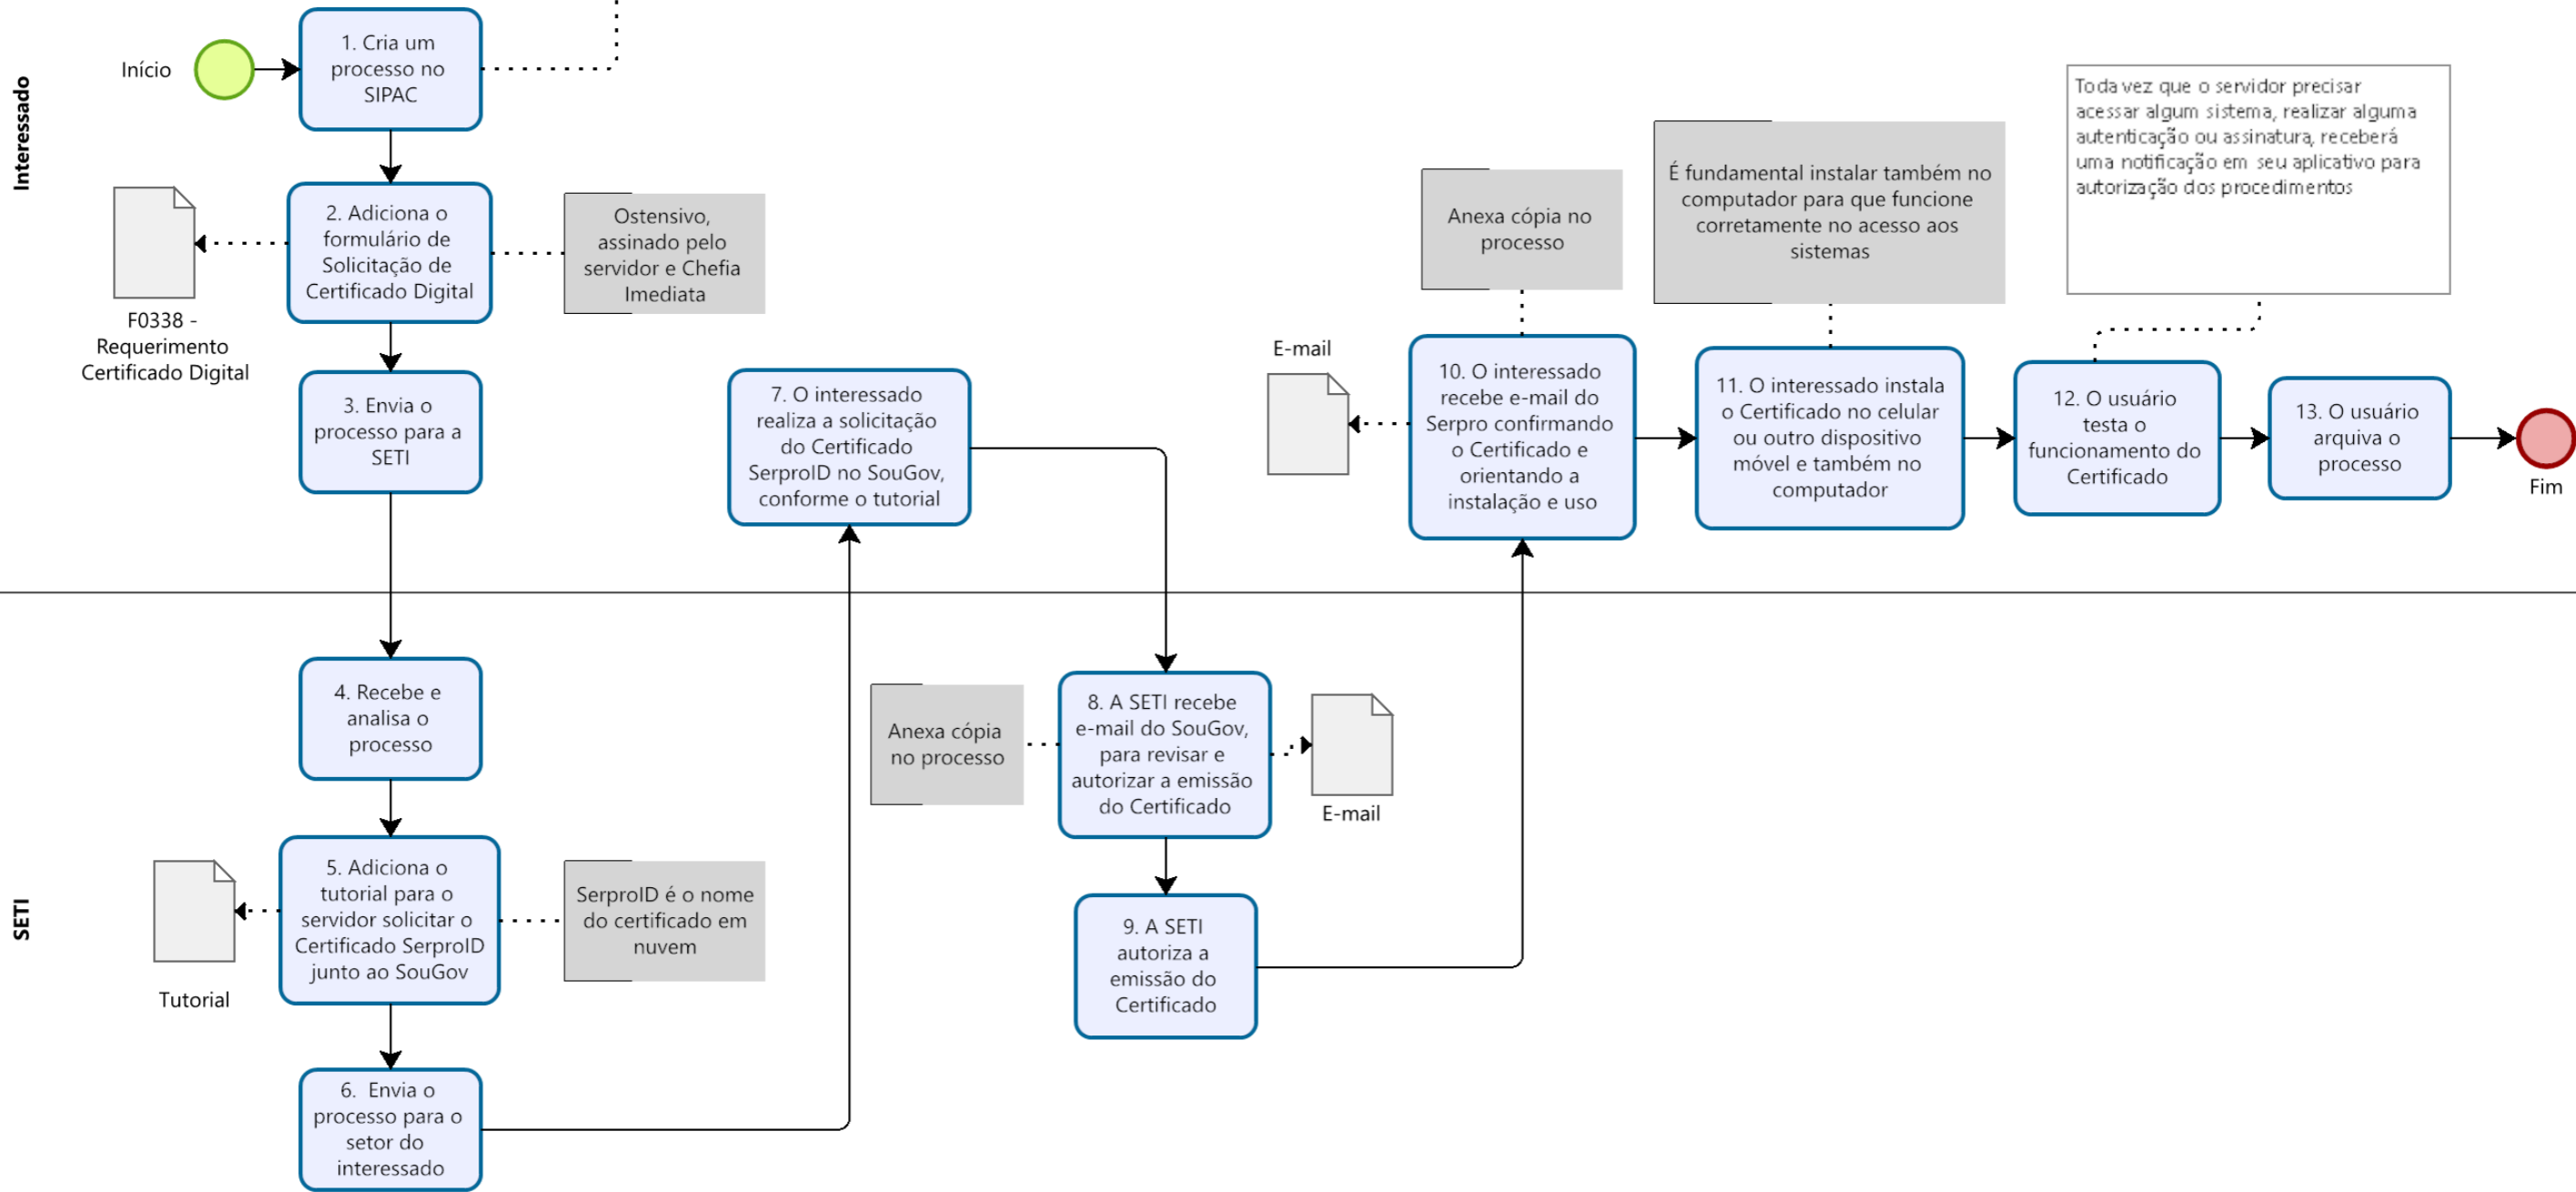 Interessado
Início
1. Cria um
processo no
SIPAC
2. Adiciona o
formulário de
Solicitação de
Certificado Digital
F0338 -
Requerimento
Certificado Digital
Ostensivo,
assinado pelo
servidor e Chefia
Imediata
3. Envia o
processo para a
SETI
7. O interessado
realiza a solicitação
do Certificado
SerproID no SouGov,
conforme o tutorial
E-mail
Anexa cópia no
processo
10. O interessado
recebe e-mail do
Serpro confirmando
o Certificado e
orientando a
instalação e uso
É fundamental instalar também no
computador para que funcione
corretamente no acesso aos
sistemas
11. O interessado instala
o Certificado no celular
ou outro dispositivo
móvel e também no
computador
Toda vez que o servidor precisar
acessar algum sistema, realizar alguma
autenticação ou assinatura, receberá
uma notificação em seu aplicativo para
autorização dos procedimentos
12. O usuário
testa o
funcionamento do
Certificado
13. O usuário
arquiva o
processo
Fim
SETI
4. Recebe e
analisa o
processo
5. Adiciona o
tutorial para o
servidor solicitar o
Certificado SerproID
junto ao SouGov
Tutorial
SerproID é o nome
do certificado em
nuvem
6. Envia o
processo para o
setor do
interessado
Anexa cópia
no processo
8. A SETI recebe
e-mail do SouGov,
para revisar e
autorizar a emissão
do Certificado
E-mail
9. A SETI
autoriza a
emissão do
Certificado